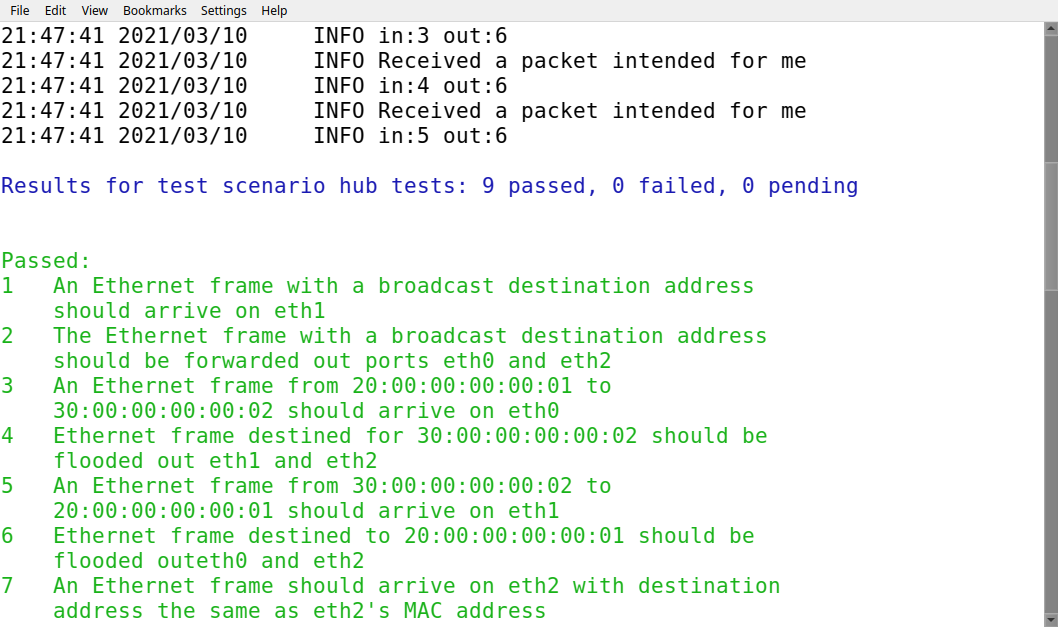 File Edit View Bookmarks Settings Help
21:47:41 2021/03/10     INFO in:3 out:6
21:47:41 2021/03/10     INFO Received a packet intended for me
21:47:41 2021/03/10     INFO in:4 out:6
21:47:41 2021/03/10     INFO Received a packet intended for me
21:47:41 2021/03/10     INFO in:5 out:6
Results for test scenario hub tests: 9 passed, 0 failed, 0 pending
Passed:
1   An Ethernet frame with a broadcast destination address
    should arrive on eth1
2   The Ethernet frame with a broadcast destination address
    should be forwarded out ports eth0 and eth2
3   An Ethernet frame from 20:00:00:00:00:01 to
    30:00:00:00:00:02 should arrive on eth0
4   Ethernet frame destined for 30:00:00:00:00:02 should be
    flooded out eth1 and eth2
5   An Ethernet frame from 30:00:00:00:00:02 to
    20:00:00:00:00:01 should arrive on eth1
6   Ethernet frame destined to 20:00:00:00:00:01 should be
    flooded outeth0 and eth2
7   An Ethernet frame should arrive on eth2 with destination
    address the same as eth2's MAC address